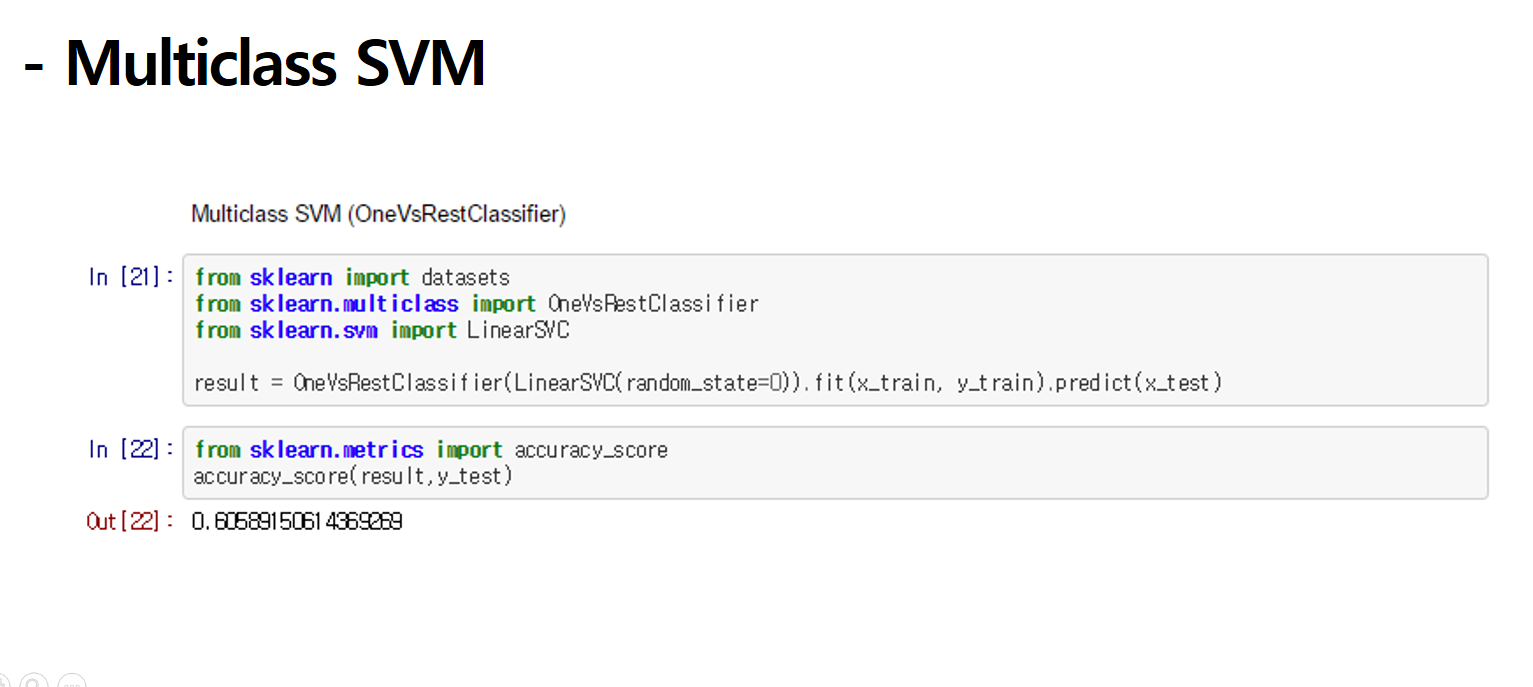 - Multiclass SVM
Multiclass SVM (OneVsRestClassifier)
In [21]:
from sklearn import datasets
from sklearn.multiclass import OneVsRestClassifier
from sklearn.svm import LinearSVC
result = OneVsRestClassifier(LinearSVC(random_state=0)).fit(x_train, y_train).predict(x_test)
In [22]:
from sklearn.metrics import accuracy_score
accuracy_score(result,y_test)
Out[22]: 0.60589150614369269